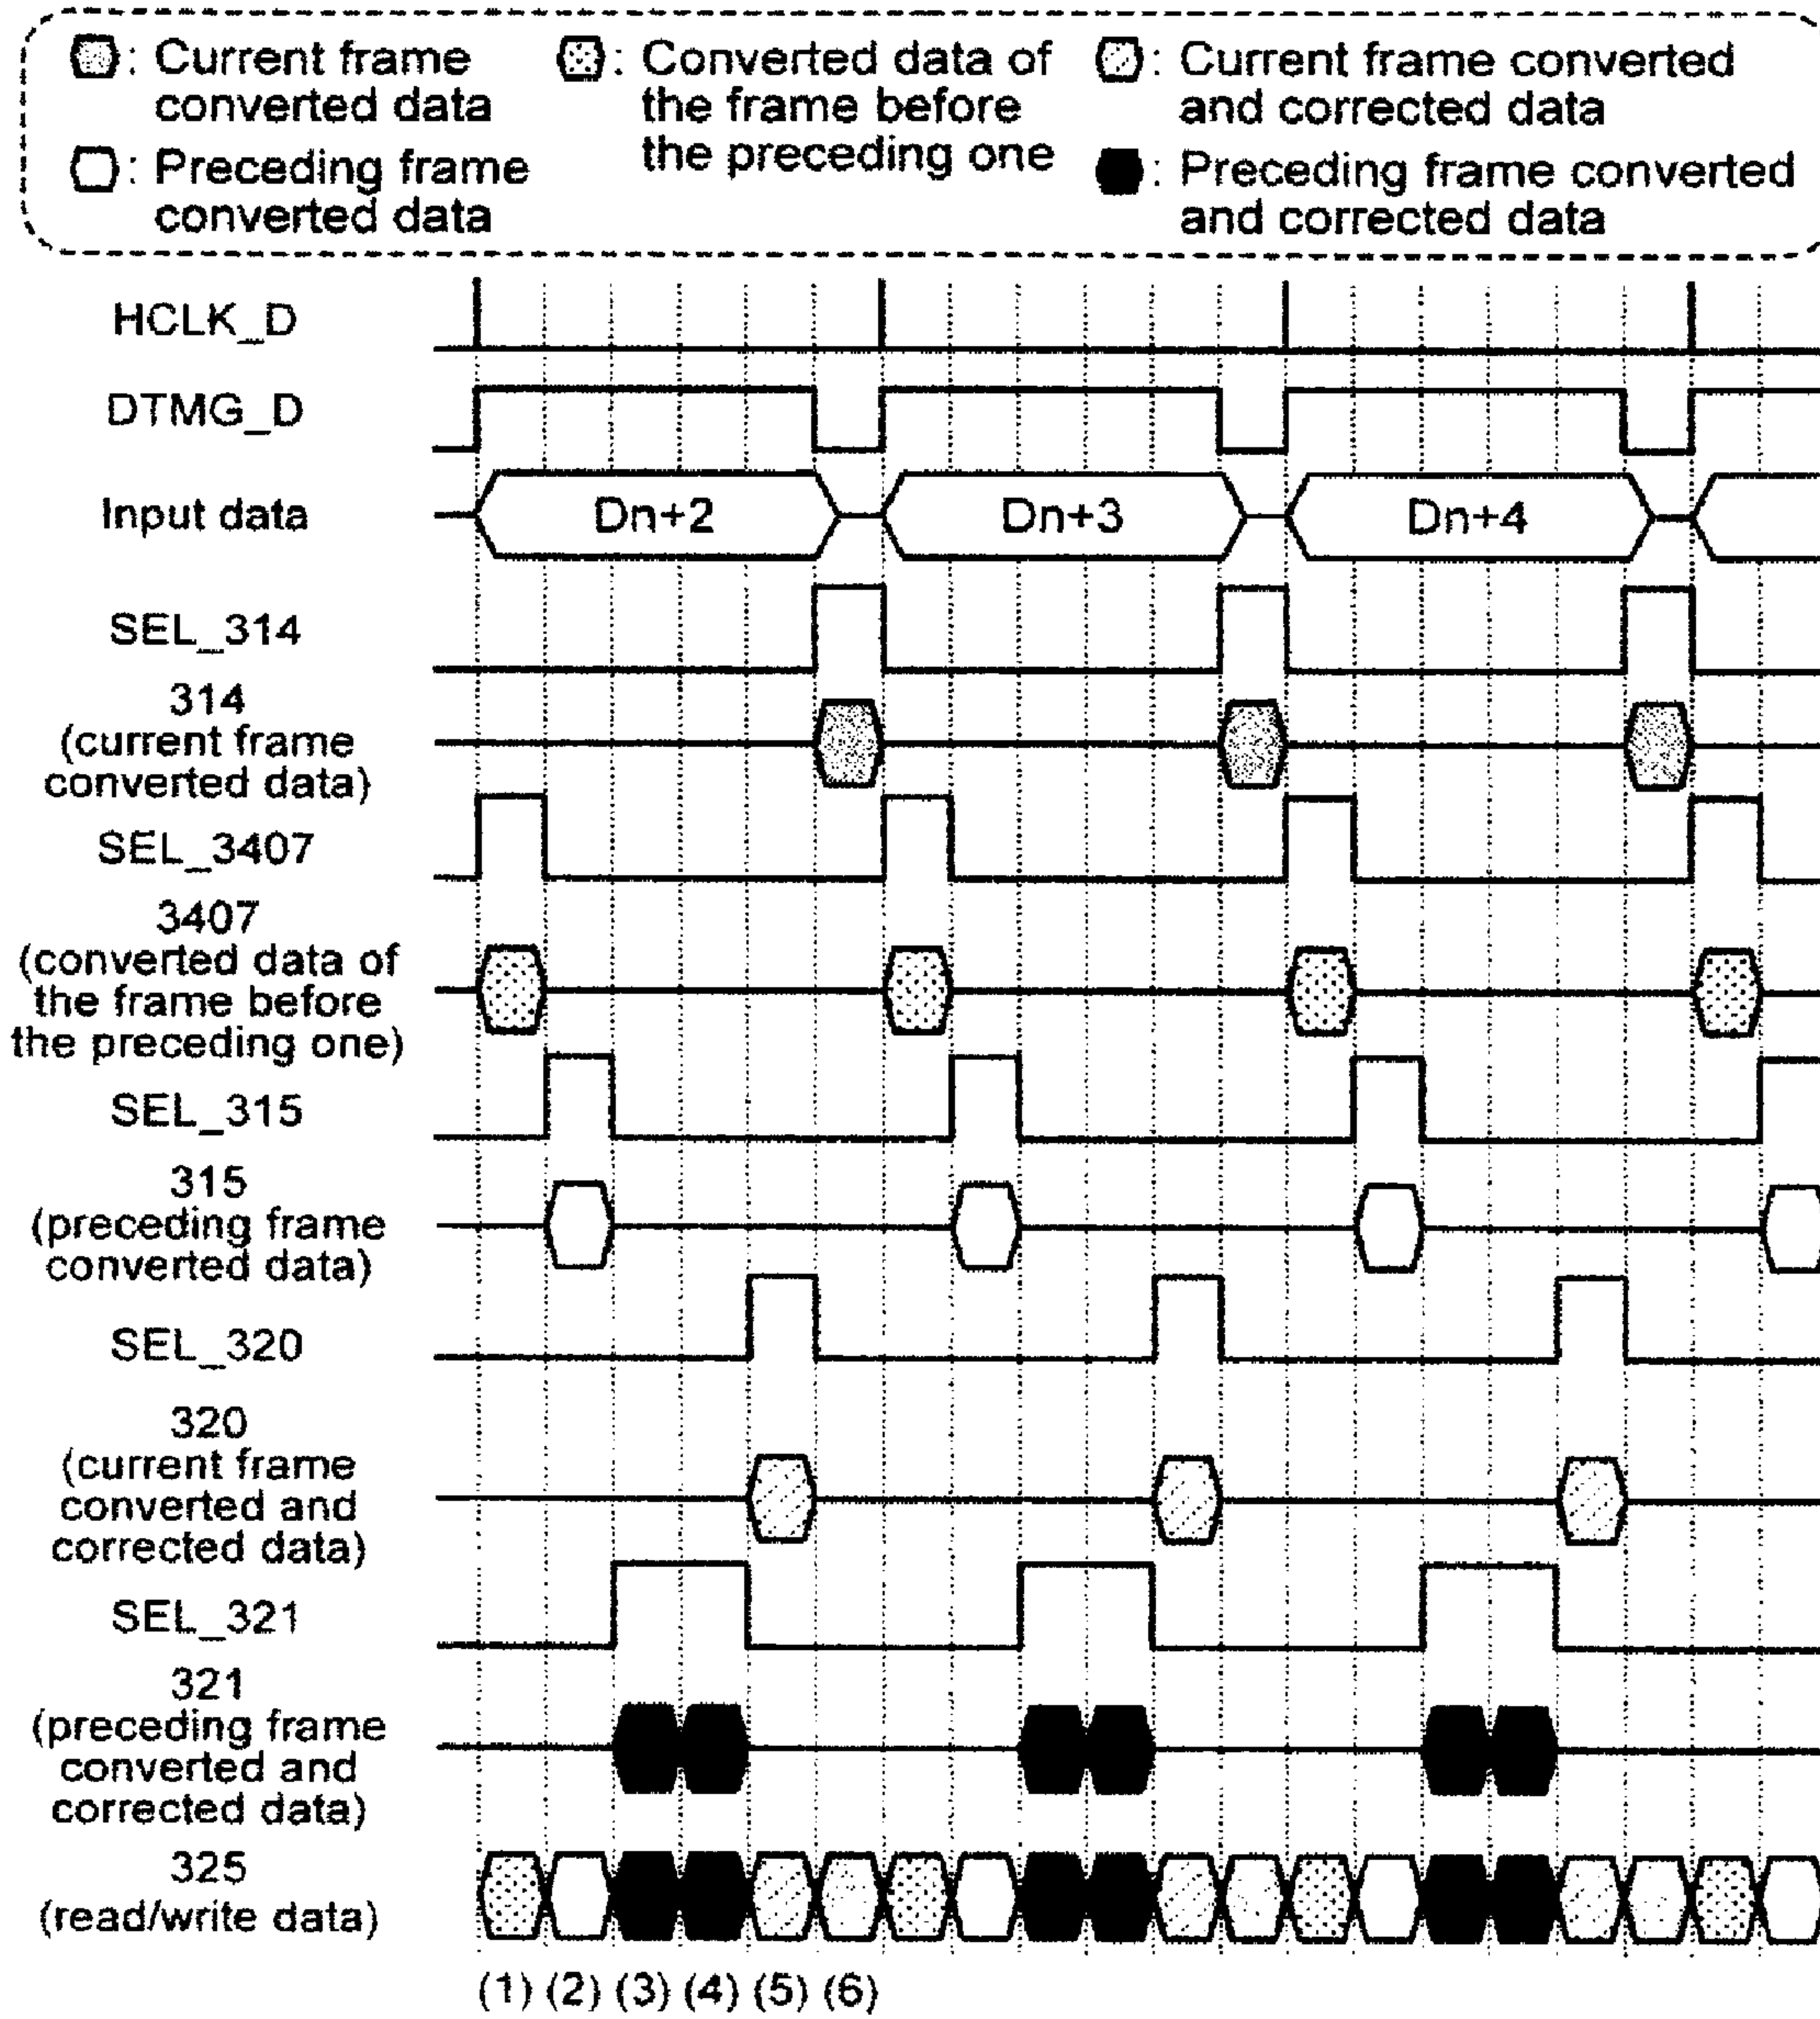 : Current frame
converted data
: Preceding frame
converted data
: Converted data of
the frame before
the preceding one
: Current frame converted
and corrected data
: Preceding frame converted
and corrected data
HCLK_D
DTMG_D
Input data
Dn+2
Dn+3
Dn+4
SEL_314
314
(current frame
converted data)
SEL_3407
3407
(converted data of
the frame before
the preceding one)
SEL_315
315
(preceding frame
converted data)
SEL_320
320
(current frame
converted and
corrected data)
SEL_321
321
(preceding frame
converted and
corrected data)
325
(read/write data)
(1) (2) (3) (4) (5) (6)